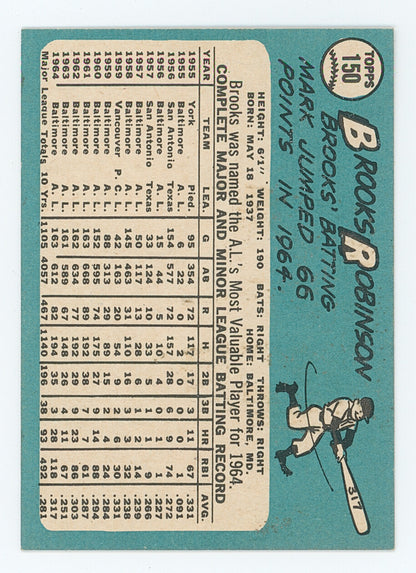 TOPPS
150
BROOKS ROBINSON
BROOKS' BATTING
MARK JUMPED 66
POINTS IN 1964.
317
HEIGHT: 6'1" WEIGHT: 190 BATS: RIGHT THROWS: RIGHT
BORN: MAY 18 1937 HOME: BALTIMORE, MD.
Brooks was named the A.L.'s Most Valuable Player for 1964.
COMPLETE MAJOR AND MINOR LEAGUE BATTING RECORD
YEAR TEAM LEA G AB R H 2B 3B HR RBI AVG.
1955 York Pied. 95 354 72 117 17 3 11 67 .331
1955 Baltimore A. L. 6 22 0 2 0 0 0 1 .091
1956 San Antonio Texas 154 577 72 157 28 6 9 74 .272
1956 Baltimore A. L. 15 44 5 10 4 0 1 1 .227
1957 San Antonio Texas 33 124 10 33 6 0 1 9 .266
1957 Baltimore A. L. 50 117 13 28 6 1 2 14 .239
1958 Baltimore A. L. 145 463 31 110 16 3 3 32 .238
1959 Vancouver P. C. L. 42 163 20 54 9 2 6 30 .331
1959 Baltimore A. L. 88 313 29 89 15 2 4 24 .284
1960 Baltimore A. L. 152 595 74 175 27 9 14 88 .294
1961 Baltimore A. L. 163 668 89 192 38 7 7 61 .287
1962 Baltimore A. L. 162 634 77 192 29 9 23 86 .303
1963 Baltimore A. L. 161 589 67 148 26 4 11 67 .251
1964 Baltimore A. L. 163 612 82 194 35 3 28 118 .317
Major League Totals 10 Yrs. 1105 4057 467 1140 196 38 93 492 .281